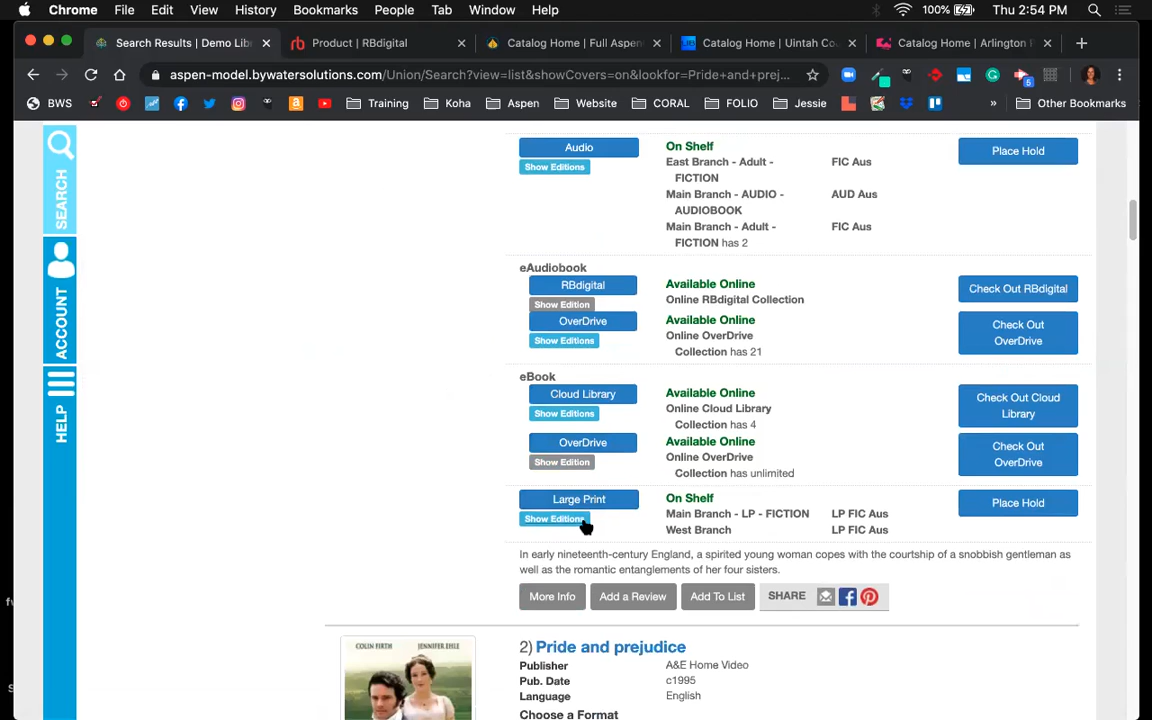 Chrome File Edit View History Bookmarks People Tab Window Help 100% Thu 2:54 PM
Search Results | Demo Lib Product | RBdigital Catalog Home | Full Aspen Catalog Home | Uintah Co Catalog Home | Arlington
aspen-model.bywatersolutions.com/Union/Search?view=list&showCovers=on&lookfor=Pride+and+prej...
BWS Training Koha Aspen Website CORAL FOLIO Jessie » Other Bookmarks
SEARCH
ACCOUNT
HELP
Audio On Shelf Place Hold
Show Editions East Branch - Adult - FIC Aus
FICTION
Main Branch - AUDIO - AUD Aus
AUDIOBOOK
Main Branch - Adult - FIC Aus
FICTION has 2
eAudiobook
RBdigital Available Online Check Out RBdigital
Show Edition Online RBdigital Collection
OverDrive Available Online Check Out
Show Editions Online OverDrive OverDrive
Collection has 21
eBook
Cloud Library Available Online Check Out Cloud
Show Editions Online Cloud Library Library
Collection has 4
OverDrive Available Online Check Out
Show Edition Online OverDrive OverDrive
Collection has unlimited
Large Print On Shelf Place Hold
Show Editions Main Branch - LP - FICTION LP FIC Aus
West Branch LP FIC Aus
In early nineteenth-century England, a spirited young woman copes with the courtship of a snobbish gentleman as
well as the romantic entanglements of her four sisters.
More Info Add a Review Add To List SHARE
COLIN FIRTH JENNIFER EHLE
2) Pride and prejudice
Publisher A&E Home Video
Pub. Date c1995
Language English
Choose a Format